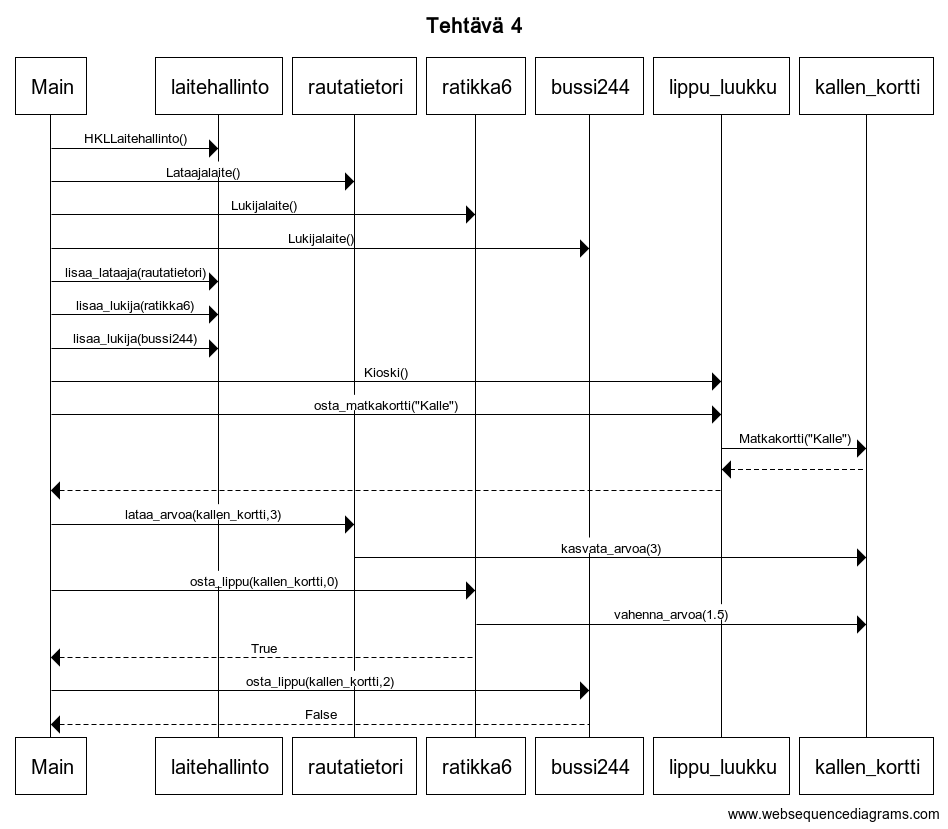 Tehtävä 4
Main laitehallinto rautatietori ratikka6 bussi244 lippu_luukku kallen_kortti
HKLLaitehallinto()
Lataajalaite()
Lukijalaite()
Lukijalaite()
lisaa_lataaja(rautatietori)
lisaa_lukija(ratikka6)
lisaa_lukija(bussi244)
Kioski()
osta_matkakortti("Kalle")
Matkakortti("Kalle")
lataa_arvoa(kallen_kortti,3)
kasvata_arvoa(3)
osta_lippu(kallen_kortti,0)
vahenna_arvoa(1.5)
True
osta_lippu(kallen_kortti,2)
False
Main laitehallinto rautatietori ratikka6 bussi244 lippu_luukku kallen_kortti
www.websequencediagrams.com